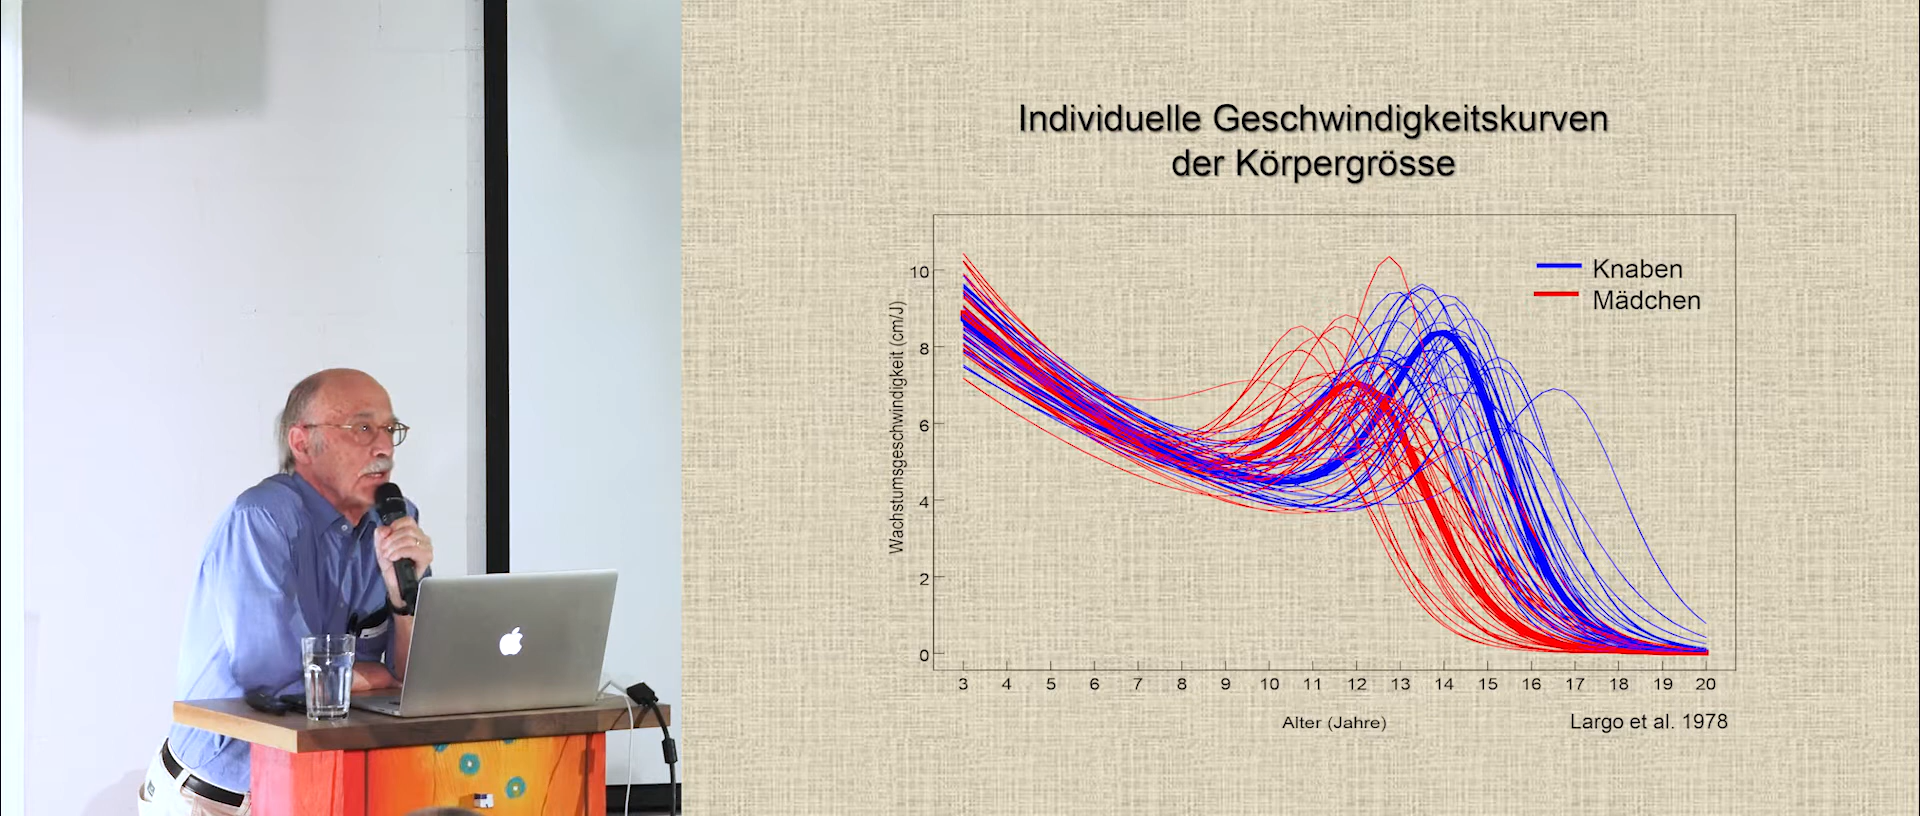 Individuelle Geschwindigkeitskurven
der Körpergrösse
Knaben
Mädchen
Wachstumsgeschwindigkeit (cm/J)
10
8
6
4
2
0
3 4 5 6 7 8 9 10 11 12 13 14 15 16 17 18 19 20
Alter (Jahre)
Largo et al. 1978